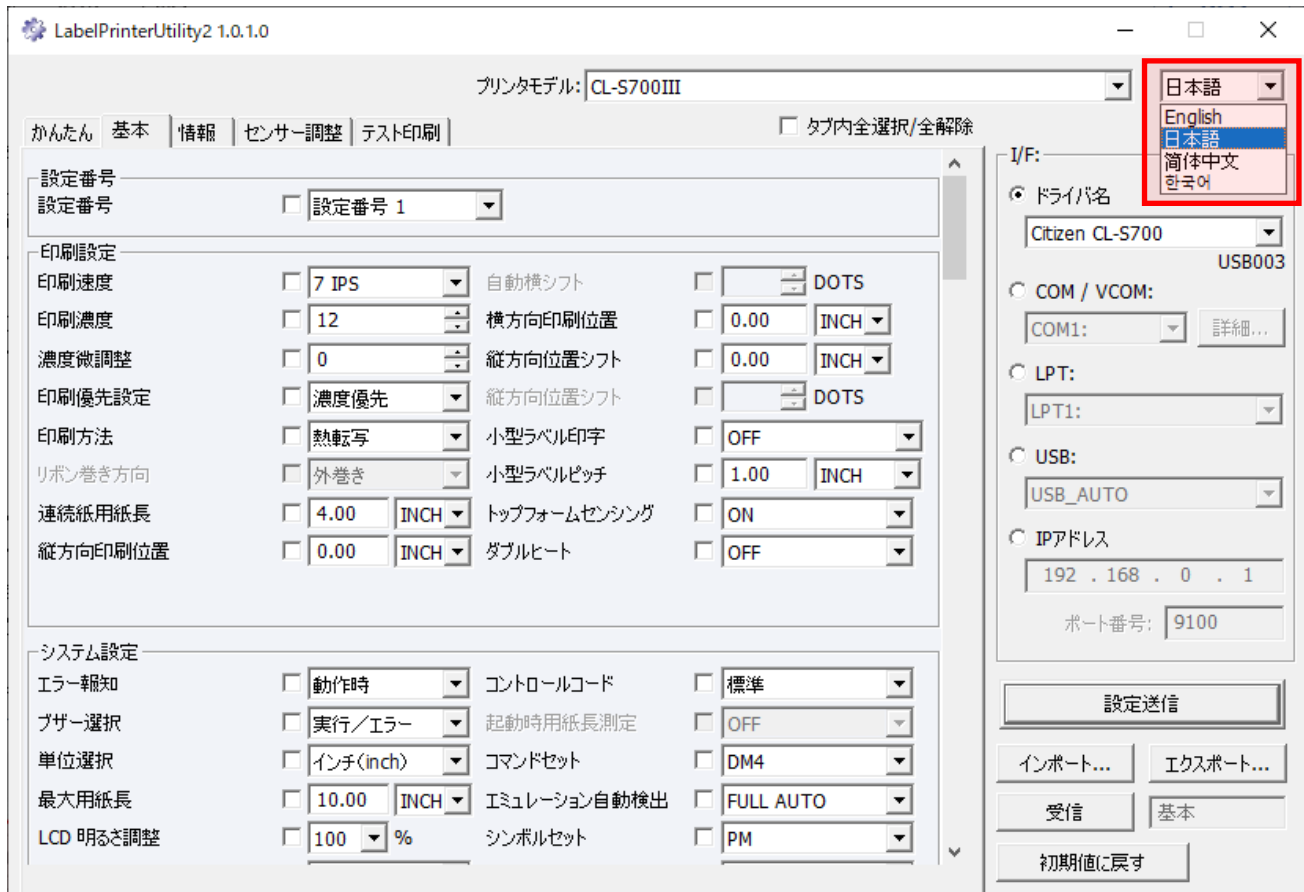 LabelPrinterUtility2 1.0.1.0
プリンタモデル: CL-S700III 日本語
English
日本語
简体中文
한국어
かんたん 基本 情報 センサー調整 テスト印刷 タブ内全選択/全解除
設定番号
設定番号 設定番号 1
印刷設定
印刷速度 7 IPS 自動横シフト DOTS
印刷濃度 12 横方向印刷位置 0.00 INCH
濃度微調整 0 縦方向位置シフト 0.00 INCH
印刷優先設定 濃度優先 縦方向位置シフト DOTS
印刷方法 熱転写 小型ラベル印字 OFF
リボン巻き方向 外巻き 小型ラベルピッチ 1.00 INCH
連続紙用紙長 4.00 INCH トップフォームセンシング ON
縦方向印刷位置 0.00 INCH ダブルヒート OFF
システム設定
エラー報知 動作時 コントロールコード 標準
ブザー選択 実行／エラー 起動時用紙長測定 OFF
単位選択 インチ(inch) コマンドセット DM4
最大用紙長 10.00 INCH エミュレーション自動検出 FULL AUTO
LCD 明るさ調整 100 % シンボルセット PM
I/F:
ドライバ名
Citizen CL-S700
USB003
COM / VCOM:
COM1: 詳細...
LPT:
LPT1:
USB:
USB_AUTO
IPアドレス
192 . 168 . 0 . 1
ポート番号: 9100
設定送信
インポート... エクスポート...
受信 基本
初期値に戻す